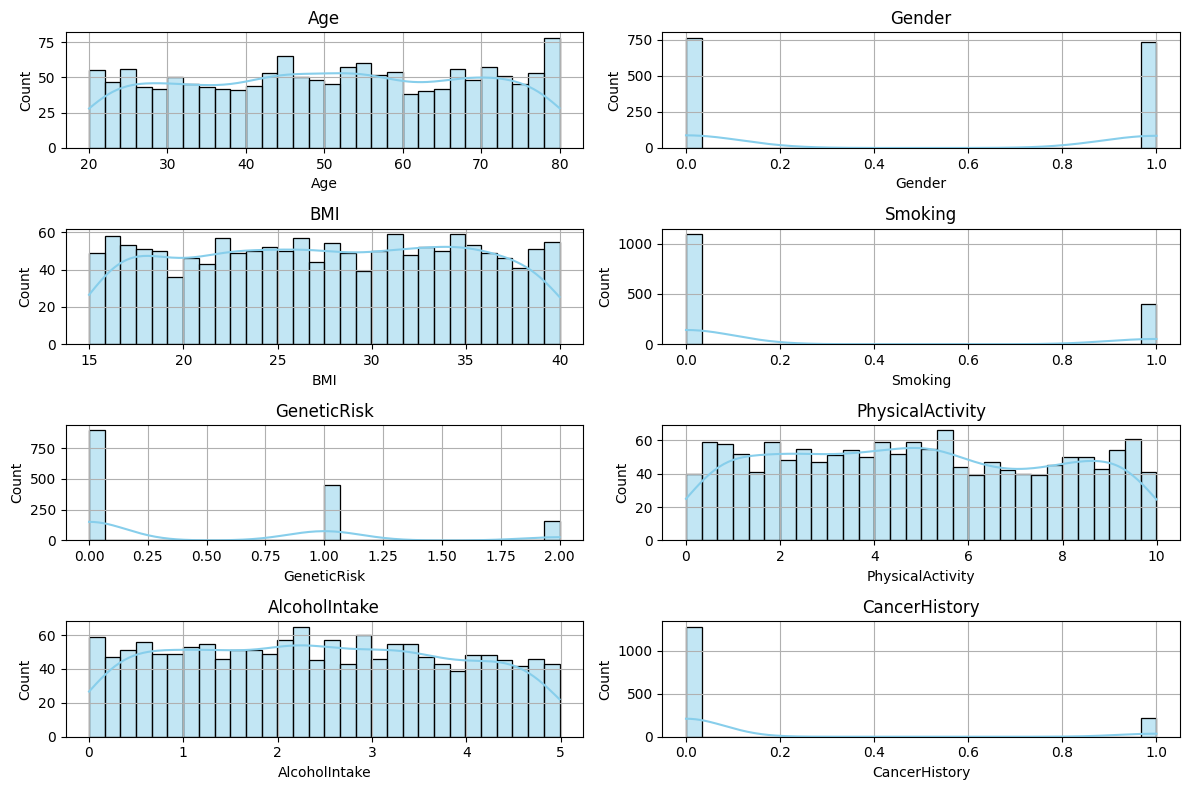 Age
75
50
25
0
Count
20 30 40 50 60 70 80
Age
Gender
750
500
250
0
Count
0.0 0.2 0.4 0.6 0.8 1.0
Gender
BMI
60
40
20
0
Count
15 20 25 30 35 40
BMI
Smoking
1000
500
0
Count
0.0 0.2 0.4 0.6 0.8 1.0
Smoking
GeneticRisk
750
500
250
0
Count
0.00 0.25 0.50 0.75 1.00 1.25 1.50 1.75 2.00
GeneticRisk
PhysicalActivity
60
40
20
0
Count
0 2 4 6 8 10
PhysicalActivity
AlcoholIntake
60
40
20
0
Count
0 1 2 3 4 5
AlcoholIntake
CancerHistory
1000
500
0
Count
0.0 0.2 0.4 0.6 0.8 1.0
CancerHistory